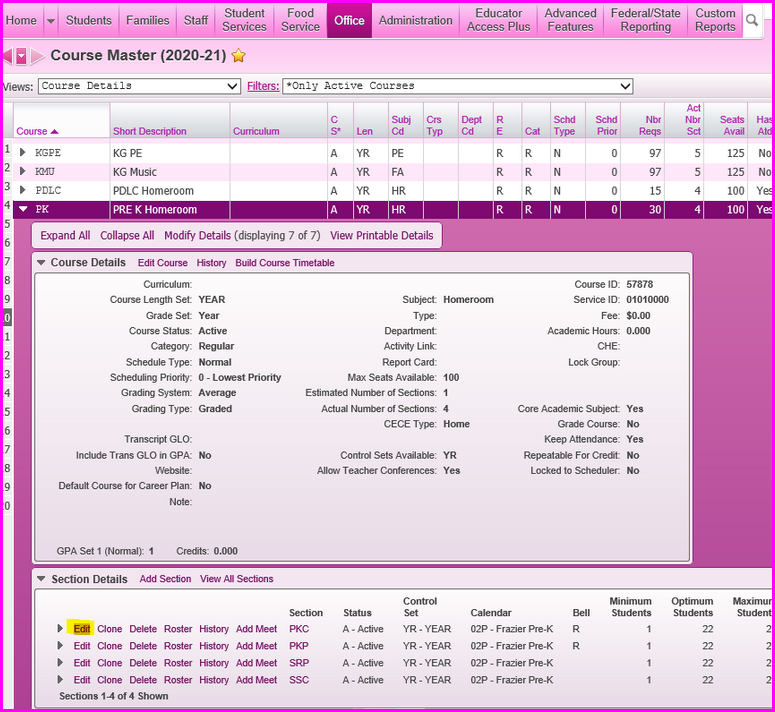 Home Students Families Staff Student Services Food Service Office Administration Educator Access Plus Advanced Features Federal/State Reporting Custom Reports
Course Master (2020-21)
Views: Course Details Filters: *Only Active Courses
Course Short Description Curriculum C S* Len Subj Cd Crs Typ Dept Cd R E Cat Schd Type Schd Prior Nbr Reqs Act Nbr Sct Seats Avail Has Atd
1 KGPE KG PE A YR PE R R N 0 97 5 125 No
2 KMU KG Music A YR FA R R N 0 97 5 125 No
3 PDLC PDLC Homeroom A YR HR R R N 0 15 4 100 Yes
4 PK PRE K Homeroom A YR HR R R N 0 30 4 100 Yes
5
6 Expand All Collapse All Modify Details (displaying 7 of 7) View Printable Details
7 Course Details Edit Course History Build Course Timetable
8 Curriculum: Course ID: 57878
9 Course Length Set: YEAR Subject: Homeroom Service ID: 01010000
0 Grade Set: Year Type: Fee: $0.00
1 Course Status: Active Department: Academic Hours: 0.000
Category: Regular Activity Link: CHE:
2 Schedule Type: Normal Report Card: Lock Group:
3 Scheduling Priority: 0 - Lowest Priority Max Seats Available: 100
4 Grading System: Average Estimated Number of Sections: 1
5 Grading Type: Graded Actual Number of Sections: 4 Core Academic Subject: Yes
6 CECE Type: Home Grade Course: No
Transcript GLO: Keep Attendance: Yes
7 Include Trans GLO in GPA: No Control Sets Available: YR Repeatable For Credit: No
8 Website: Allow Teacher Conferences: Yes Locked to Scheduler: No
9 Default Course for Career Plan: No
0 Note:
GPA Set 1 (Normal): 1 Credits: 0.000
Section Details Add Section View All Sections
Section Status Control Set Calendar Bell Minimum Students Optimum Students
Edit Clone Delete Roster History Add Meet PKC A - Active YR - YEAR 02P - Frazier Pre-K R 1 22
Edit Clone Delete Roster History Add Meet PKP A - Active YR - YEAR 02P - Frazier Pre-K R 1 22
Edit Clone Delete Roster History Add Meet SRP A - Active YR - YEAR 02P - Frazier Pre-K 1 22
Edit Clone Delete Roster History Add Meet SSC A - Active YR - YEAR 02P - Frazier Pre-K 1 22
Sections 1-4 of 4 Shown